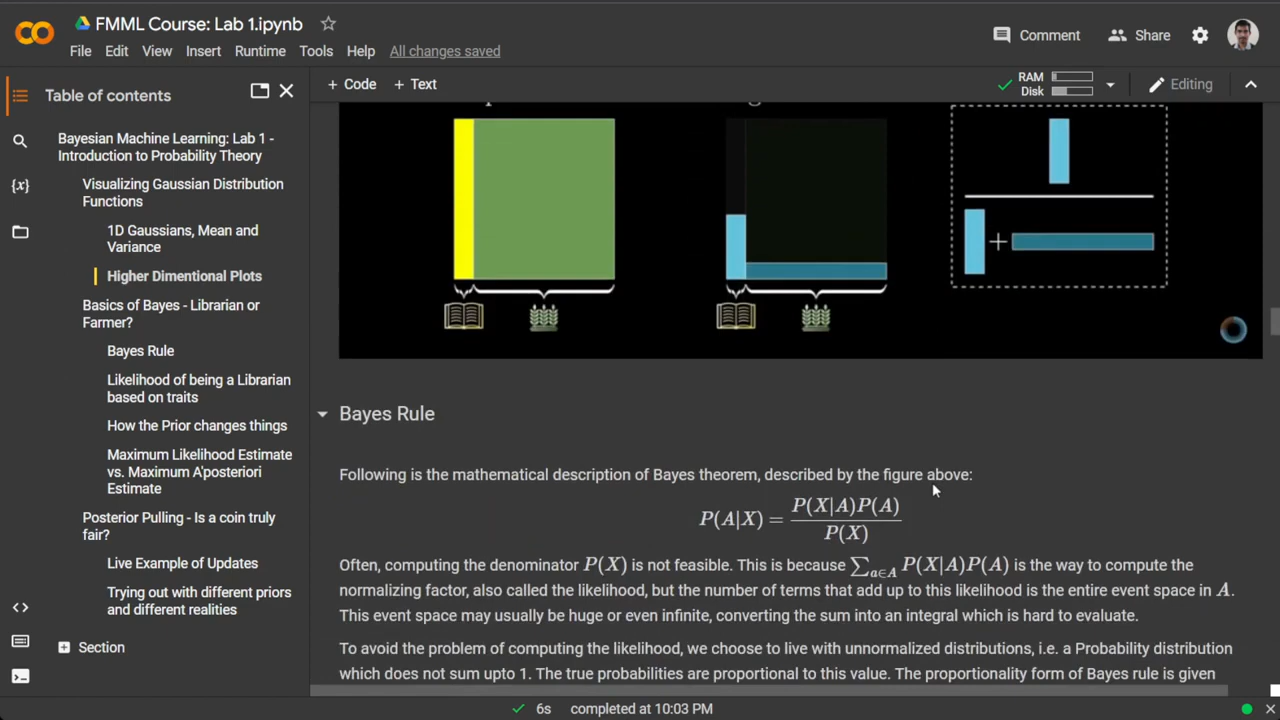 FMML Course: Lab 1.ipynb
File Edit View Insert Runtime Tools Help All changes saved
Comment Share
Table of contents
+ Code + Text
RAM
Disk
Editing
Bayesian Machine Learning: Lab 1 -
Introduction to Probability Theory
Visualizing Gaussian Distribution
Functions
1D Gaussians, Mean and
Variance
Higher Dimentional Plots
Basics of Bayes - Librarian or
Farmer?
Bayes Rule
Likelihood of being a Librarian
based on traits
How the Prior changes things
Maximum Likelihood Estimate
vs. Maximum A'posteriori
Estimate
Posterior Pulling - Is a coin truly
fair?
Live Example of Updates
Trying out with different priors
and different realities
Section
+
Bayes Rule
Following is the mathematical description of Bayes theorem, described by the figure above:
P(A|X) = P(X|A)P(A) / P(X)
Often, computing the denominator P(X) is not feasible. This is because ∑a∈A P(X|A)P(A) is the way to compute the
normalizing factor, also called the likelihood, but the number of terms that add up to this likelihood is the entire event space in A.
This event space may usually be huge or even infinite, converting the sum into an integral which is hard to evaluate.
To avoid the problem of computing the likelihood, we choose to live with unnormalized distributions, i.e. a Probability distribution
which does not sum upto 1. The true probabilities are proportional to this value. The proportionality form of Bayes rule is given
6s completed at 10:03 PM